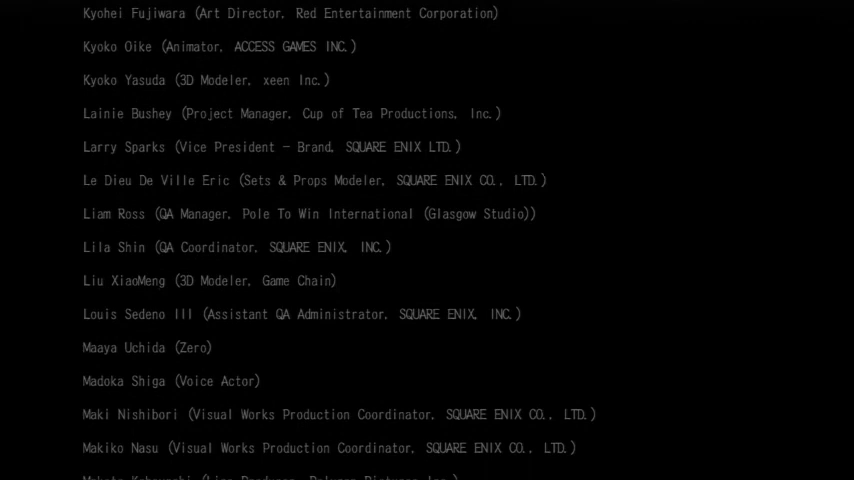 Kyohei Fujiwara (Art Director, Red Entertainment Corporation)
Kyoko Oike (Animator, ACCESS GAMES INC.)
Kyoko Yasuda (3D Modeler, xeen Inc.)
Lainie Bushey (Project Manager, Cup of Tea Productions, Inc.)
Larry Sparks (Vice President - Brand, SQUARE ENIX LTD.)
Le Dieu De Ville Eric (Sets & Props Modeler, SQUARE ENIX CO., LTD.)
Liam Ross (QA Manager, Pole To Win International (Glasgow Studio))
Lila Shin (QA Coordinator, SQUARE ENIX, INC.)
Liu XiaoMeng (3D Modeler, Game Chain)
Louis Sedeno III (Assistant QA Administrator, SQUARE ENIX, INC.)
Maaya Uchida (Zero)
Madoka Shiga (Voice Actor)
Maki Nishibori (Visual Works Production Coordinator, SQUARE ENIX CO., LTD.)
Makiko Nasu (Visual Works Production Coordinator, SQUARE ENIX CO., LTD.)